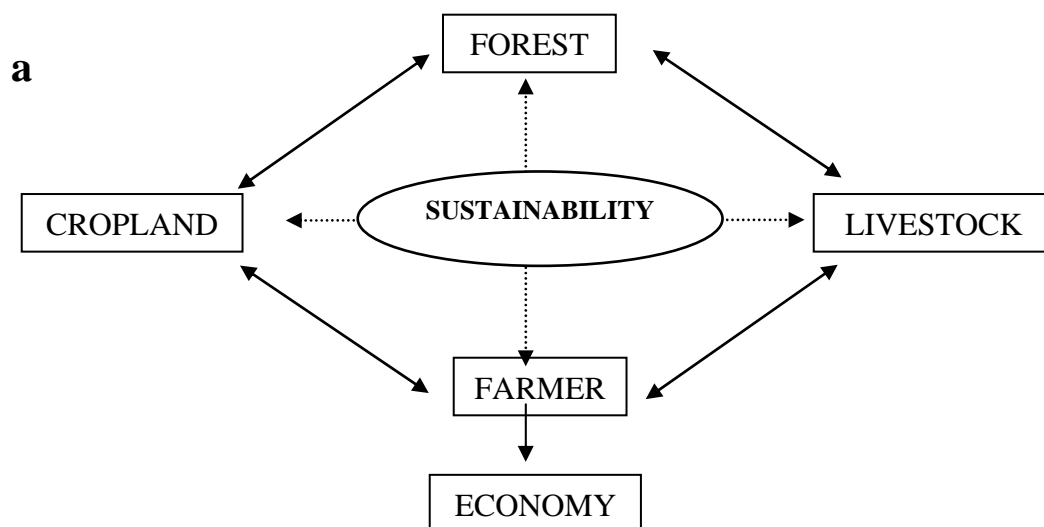 FOREST
a
SUSTAINABILITY
CROPLAND
LIVESTOCK
FARMER
ECONOMY